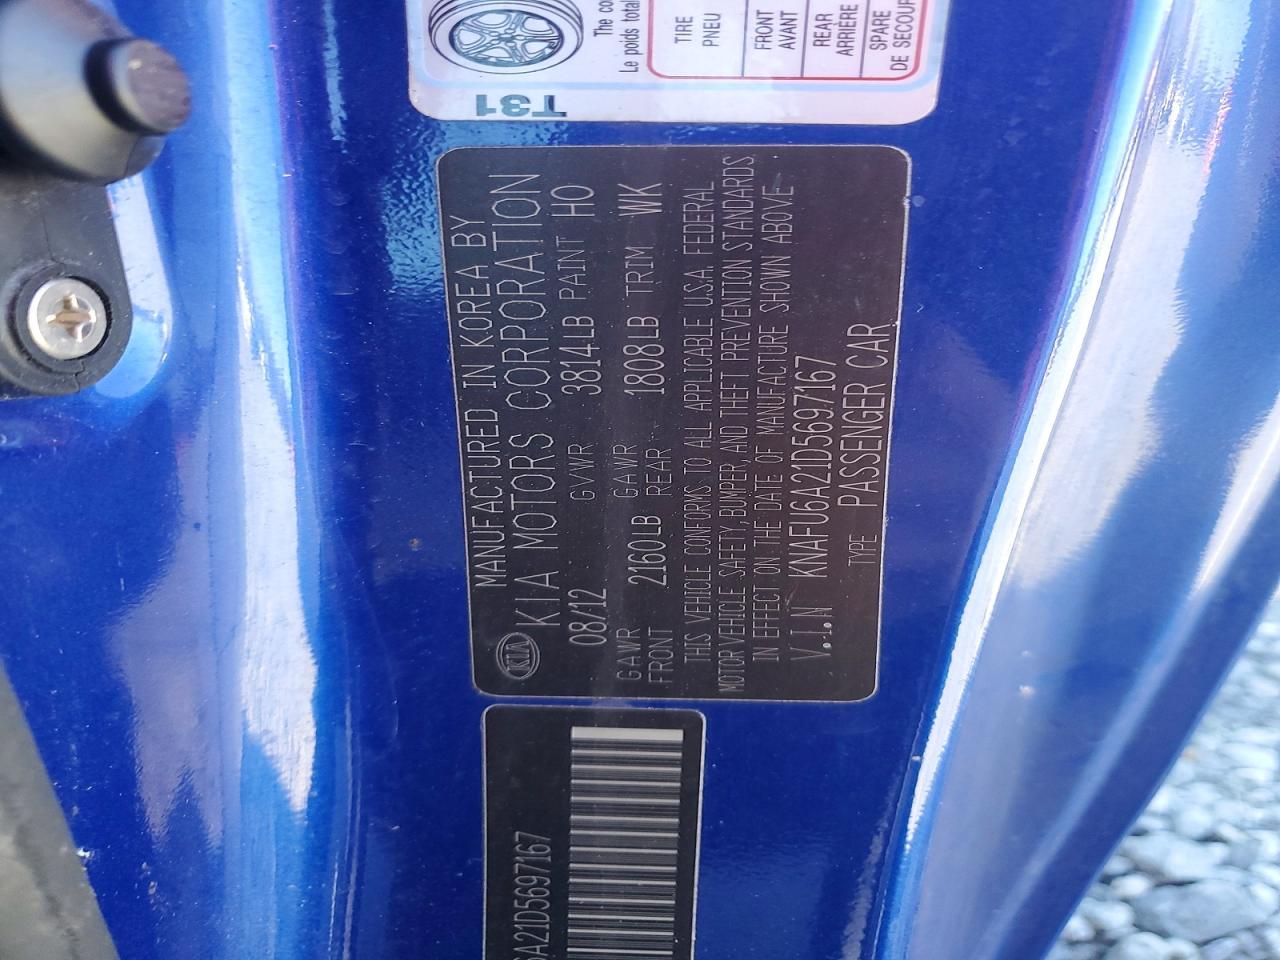 The co
Le poids total
TIRE
PNEU
FRONT
AVANT
REAR
ARRIÈRE
SPARE
DE SECOUR
T31
MANUFACTURED IN KOREA BY
KIA KIA MOTORS CORPORATION
08/12 GVWR 3814LB PAINT HO
GAWR FRONT 2160LB GAWR REAR 1808LB TRIM WK
THIS VEHICLE CONFORMS TO ALL APPLICABLE U.S.A. FEDERAL
MOTOR VEHICLE SAFETY, BUMPER, AND THEFT PREVENTION STANDARDS
IN EFFECT ON THE DATE OF MANUFACTURE SHOWN ABOVE
V.I.N KNAFU6A21D5697167
TYPE PASSENGER CAR
6A21D5697167